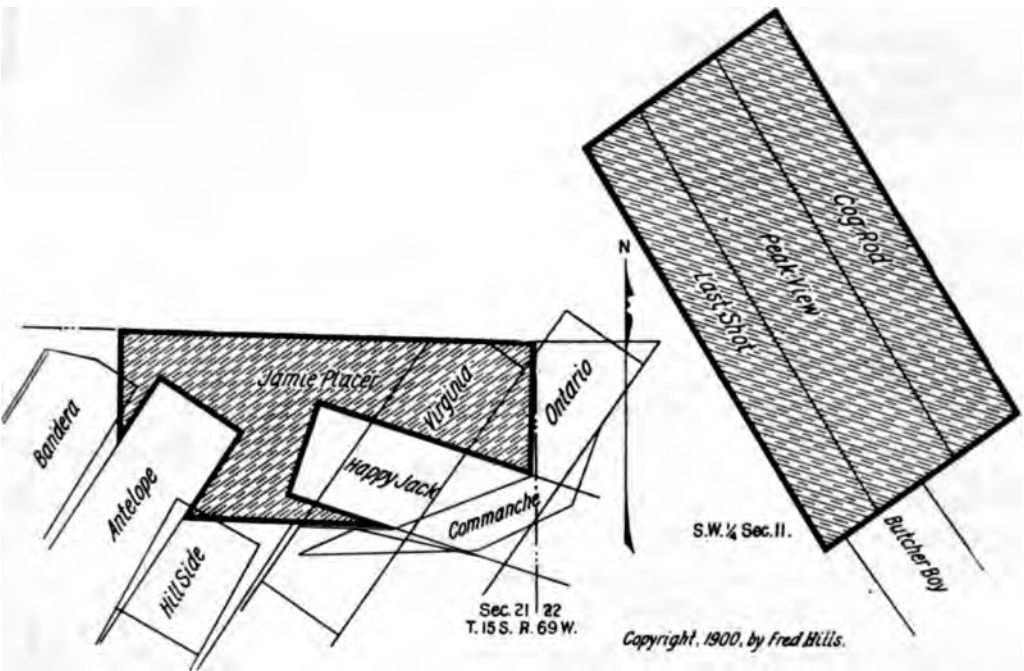 Cog Rod
Peak View
Last Shot
N
Jamie Placer
Virginia
Ontario
Bandera
Antelope
Happy Jack
Commanche
Hill Side
S.W. ¼ Sec. 11.
Butcher Boy
Sec. 21 22
T. 15 S. R. 69 W.
Copyright, 1900, by Fred Hills.